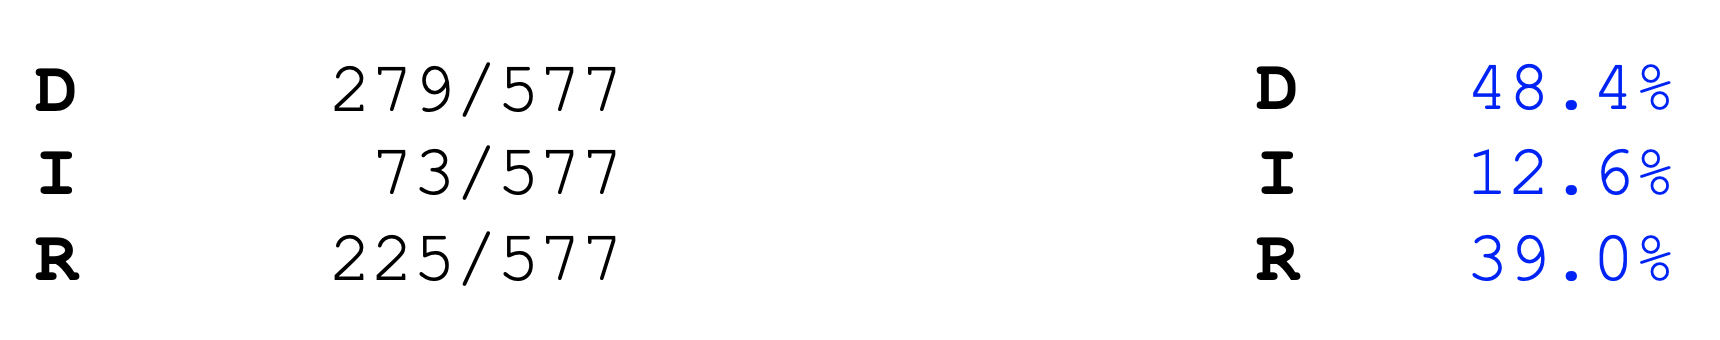 D 279/577 D 48.4%
I 73/577 I 12.6%
R 225/577 R 39.0%